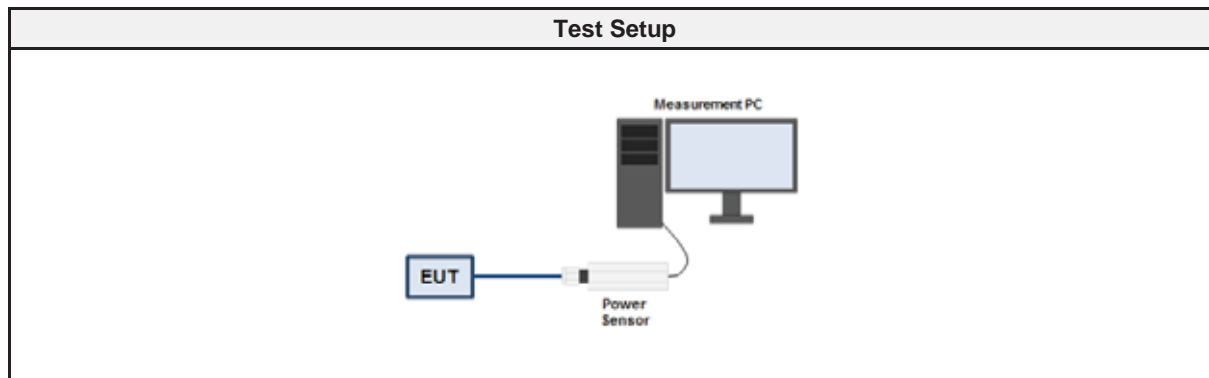 Test Setup
Measurement PC
EUT
Power
Sensor